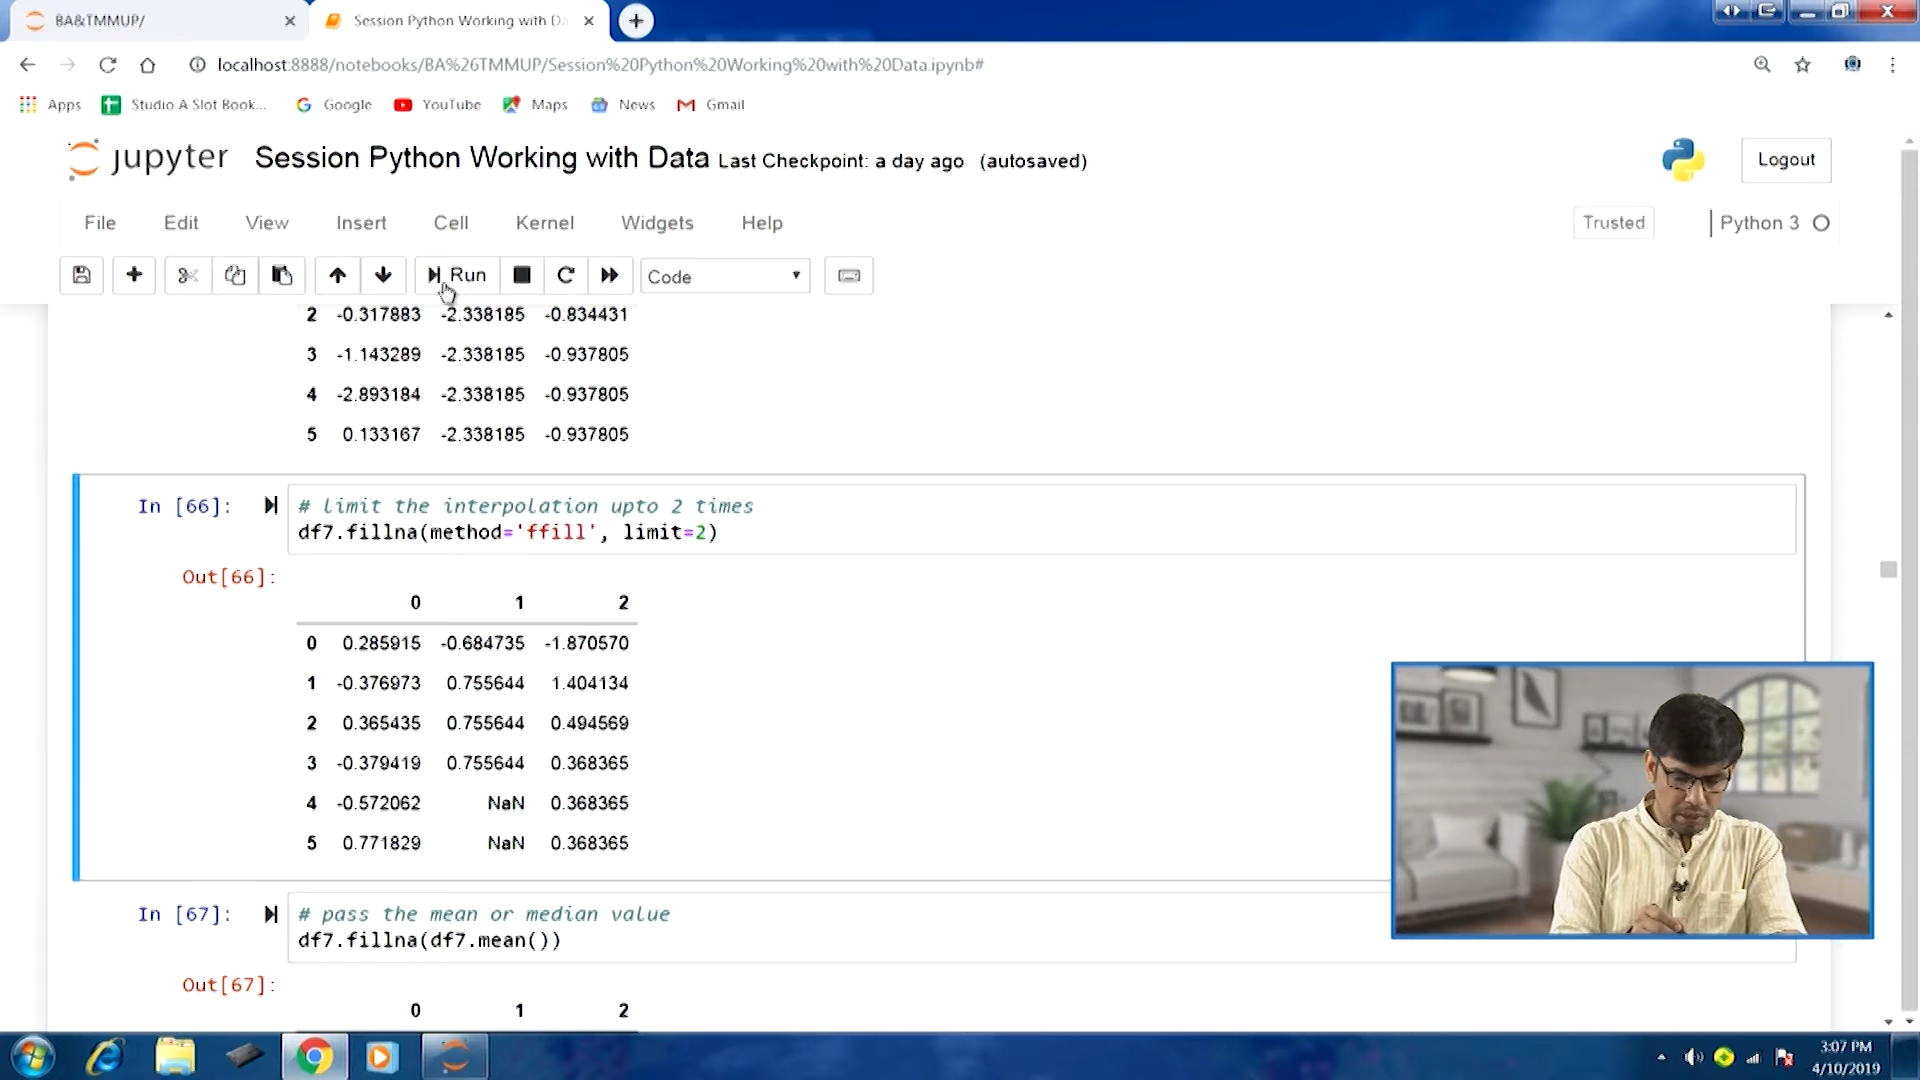 BA&TMMUP/
Session Python Working with Da
localhost:8888/notebooks/BA%26TMMUP/Session%20Python%20Working%20with%20Data.ipynb#
Apps Studio A Slot Book... Google YouTube Maps News Gmail
jupyter Session Python Working with Data Last Checkpoint: a day ago (autosaved)
Logout
File Edit View Insert Cell Kernel Widgets Help
Trusted Python 3
Run Code
2 -0.317883 -2.338185 -0.834431
3 -1.143289 -2.338185 -0.937805
4 -2.893184 -2.338185 -0.937805
5 0.133167 -2.338185 -0.937805
In [66]: # limit the interpolation upto 2 times
df7.fillna(method='ffill', limit=2)
Out[66]:
0 1 2
0 0.285915 -0.684735 -1.870570
1 -0.376973 0.755644 1.404134
2 0.365435 0.755644 0.494569
3 -0.379419 0.755644 0.368365
4 -0.572062 NaN 0.368365
5 0.771829 NaN 0.368365
In [67]: # pass the mean or median value
df7.fillna(df7.mean())
Out[67]:
0 1 2
3:07 PM
4/10/2019